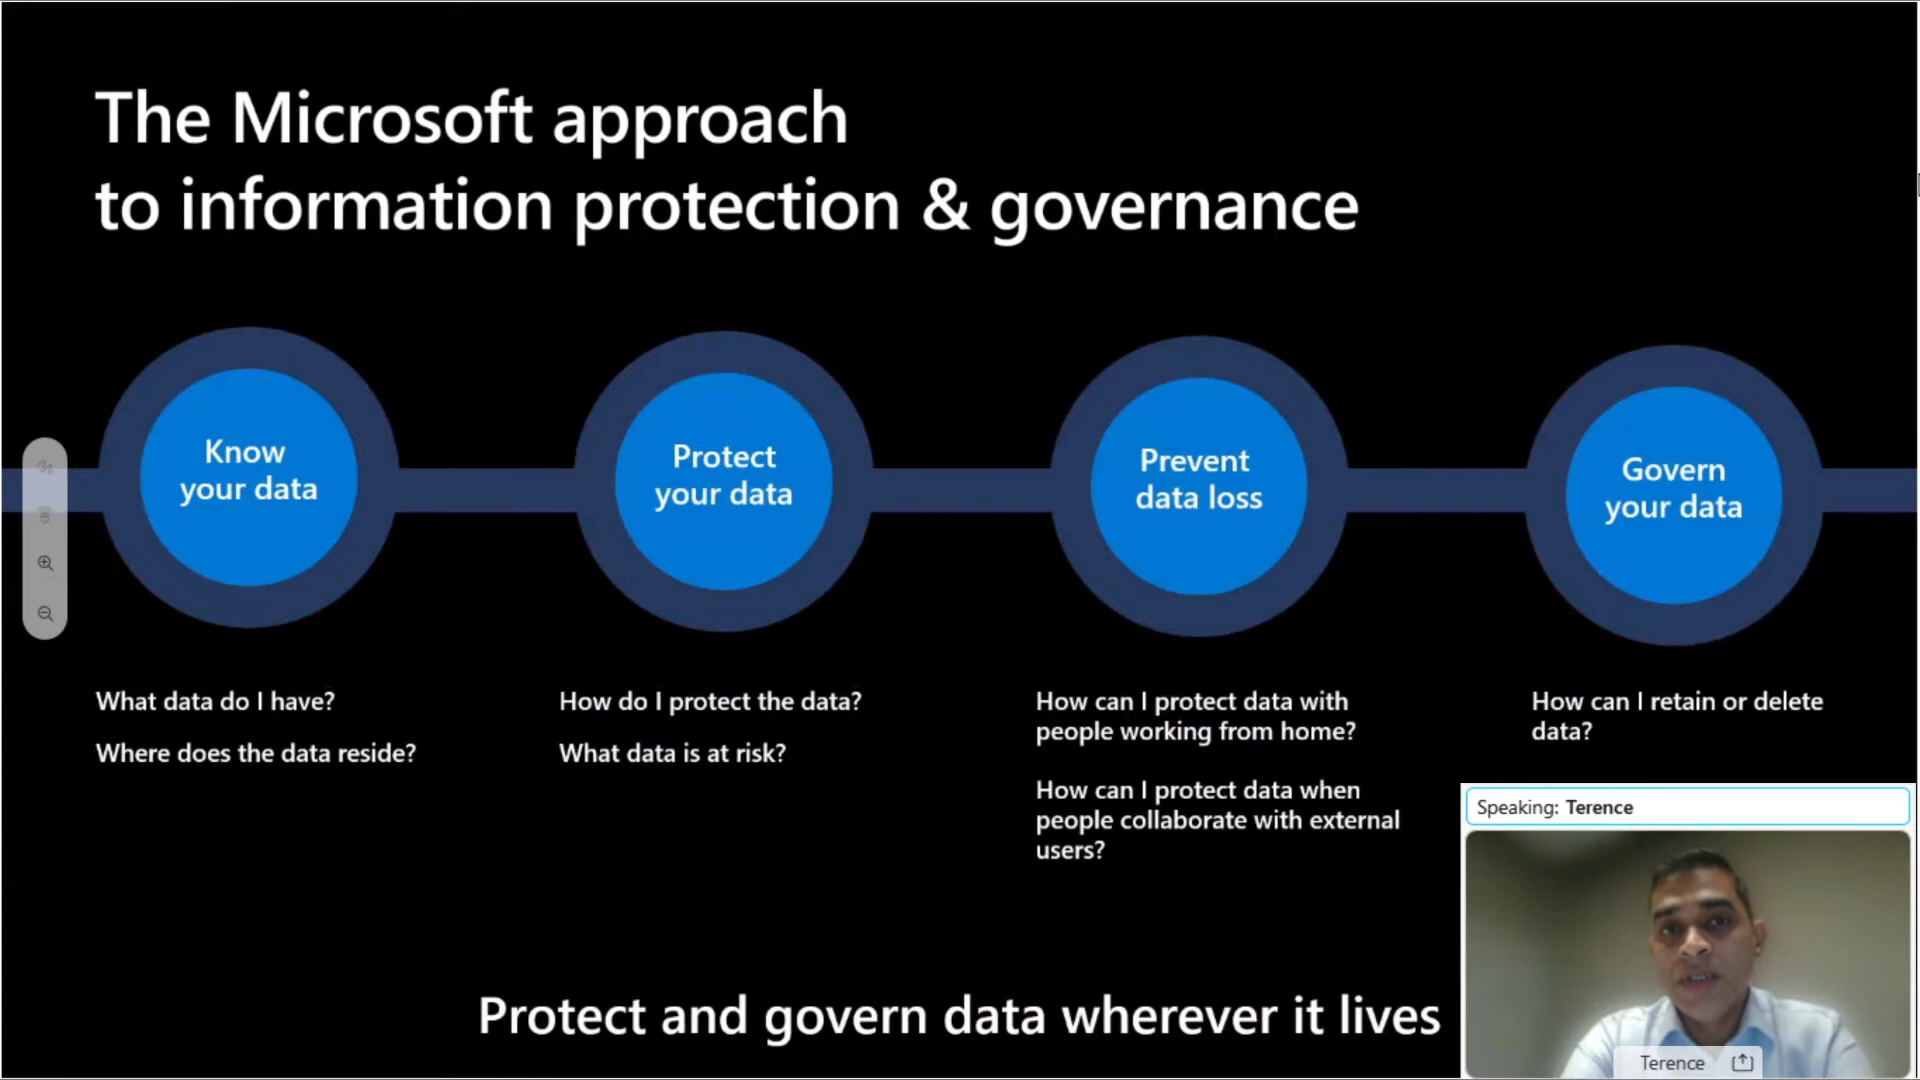 The Microsoft approach
to information protection & governance
Know
your data
Protect
your data
Prevent
data loss
Govern
your data
What data do I have?
Where does the data reside?
How do I protect the data?
What data is at risk?
How can I protect data with
people working from home?
How can I protect data when
people collaborate with external
users?
How can I retain or delete
data?
Protect and govern data wherever it lives
Speaking: Terence
Terence